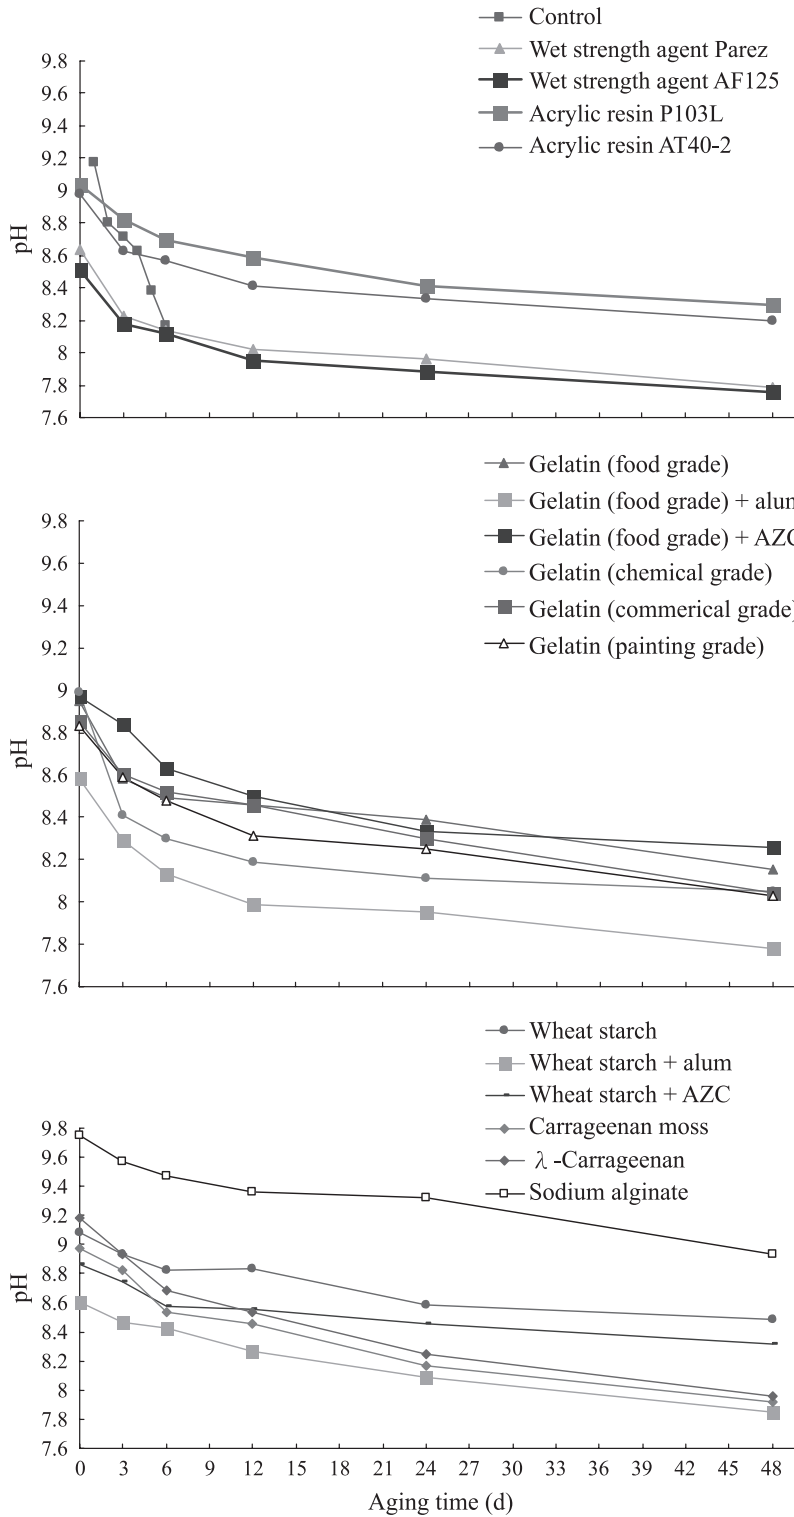 Control
Wet strength agent Parez
Wet strength agent AF125
Acrylic resin P103L
Acrylic resin AT40-2
9.8
9.6
9.4
9.2
9
8.8
8.6
8.4
8.2
8
7.8
7.6
pH
Gelatin (food grade)
Gelatin (food grade) + alum
Gelatin (food grade) + AZC
Gelatin (chemical grade)
Gelatin (commerical grade)
Gelatin (painting grade)
9.8
9.6
9.4
9.2
9
8.8
8.6
8.4
8.2
8
7.8
7.6
pH
Wheat starch
Wheat starch + alum
Wheat starch + AZC
Carrageenan moss
λ -Carrageenan
Sodium alginate
9.8
9.6
9.4
9.2
9
8.8
8.6
8.4
8.2
8
7.8
7.6
pH
0 3 6 9 12 15 18 21 24 27 30 33 36 39 42 45 48
Aging time (d)